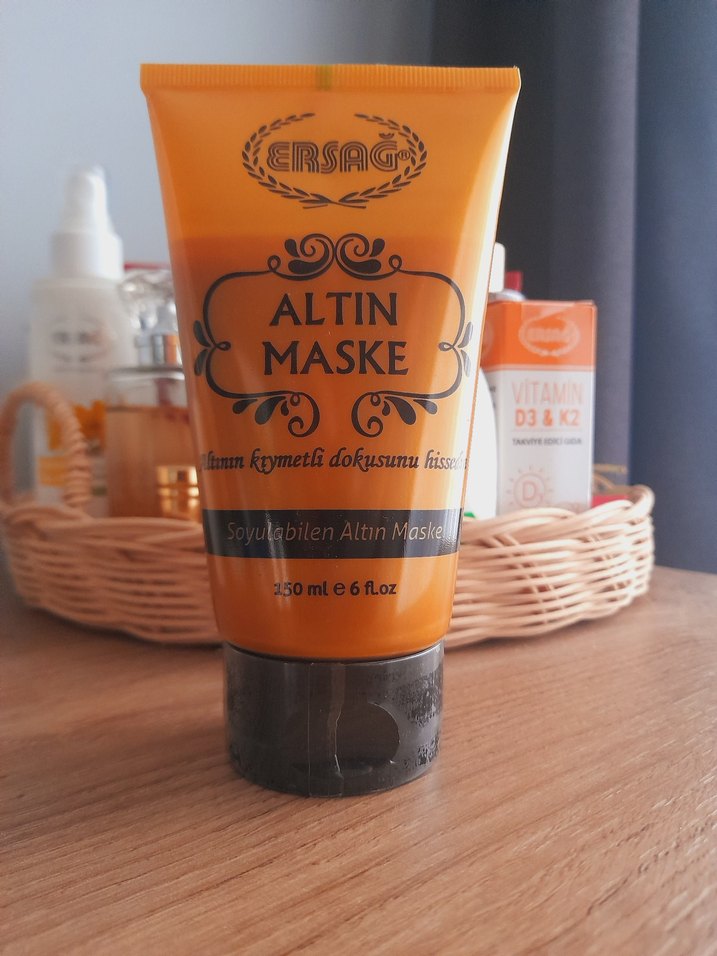 ERSAĞ®
ALTIN
MASKE
Altının kıymetli dokusunu
Soyulabilen Altın Maske
150 ml e 6 fl.oz
ERSAĞ
VİTAMİN
D3 & K2
TAKVİYE EDİCİ GIDA
D3